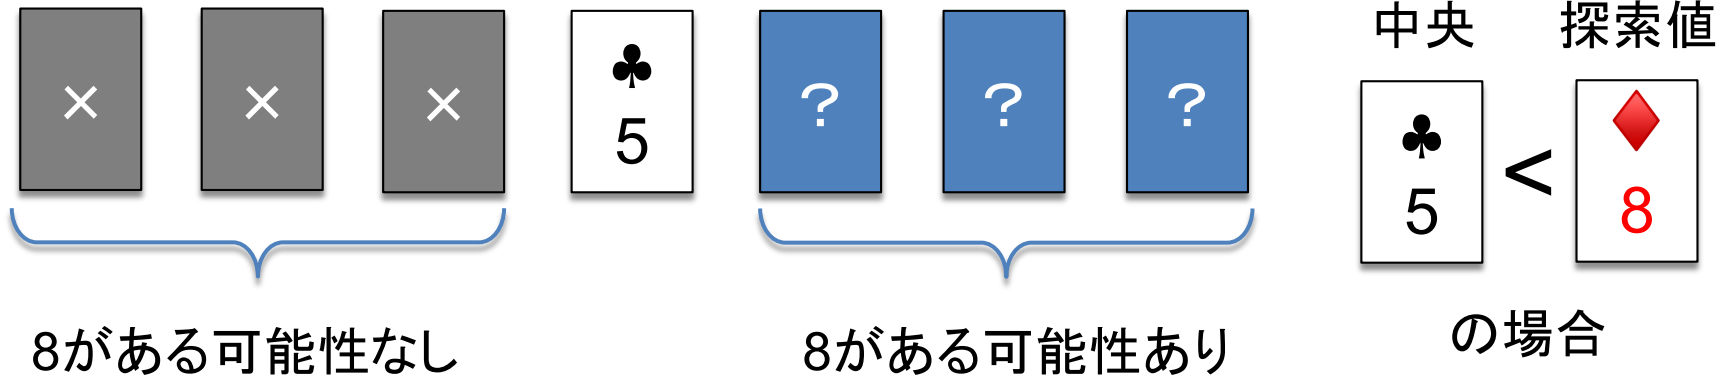 × × × ♣ 5 ? ? ?
8がある可能性なし
8がある可能性あり
中央 探索値
♣ 5 < ♦ 8
の場合